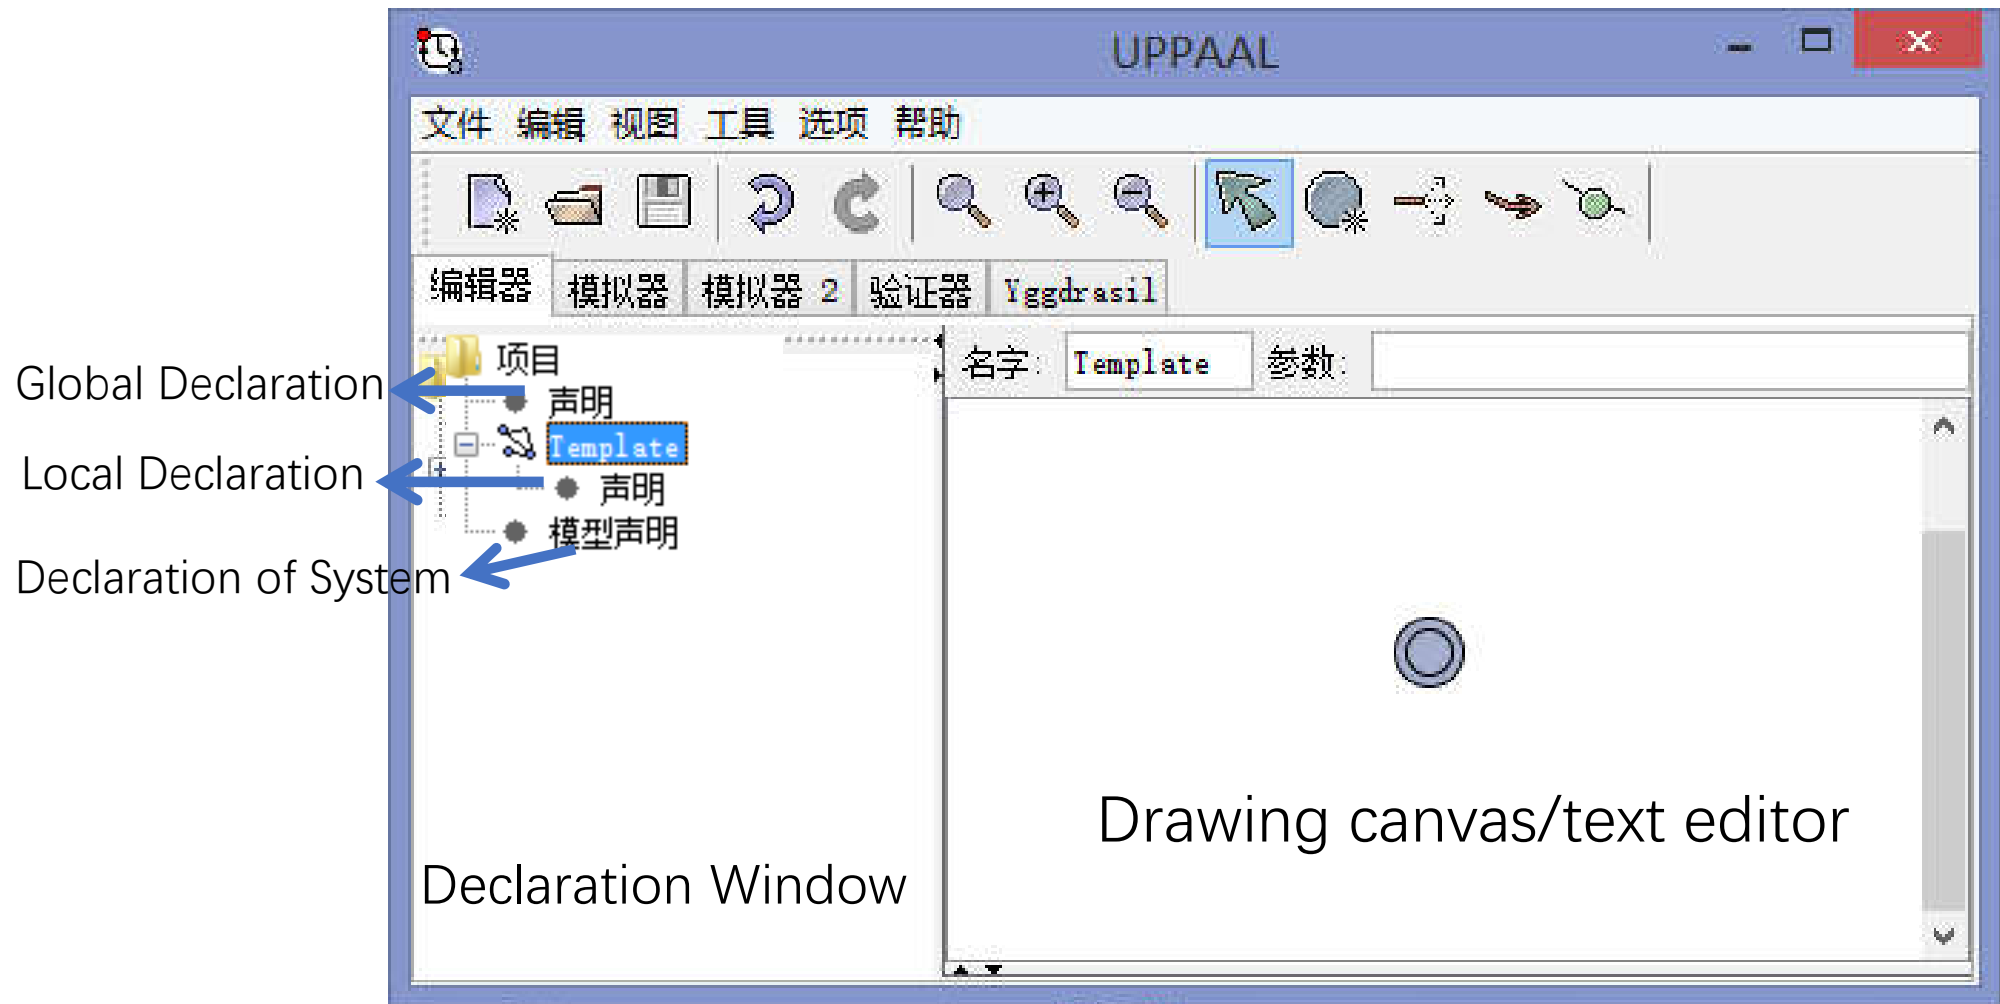 UPPAAL
文件 编辑 视图 工具 选项 帮助
编辑器 模拟器 模拟器 2 验证器 Yggdrasil
项目
名字: Template 参数:
Global Declaration
声明
Template
Local Declaration
声明
模型声明
Declaration of System
Drawing canvas/text editor
Declaration Window